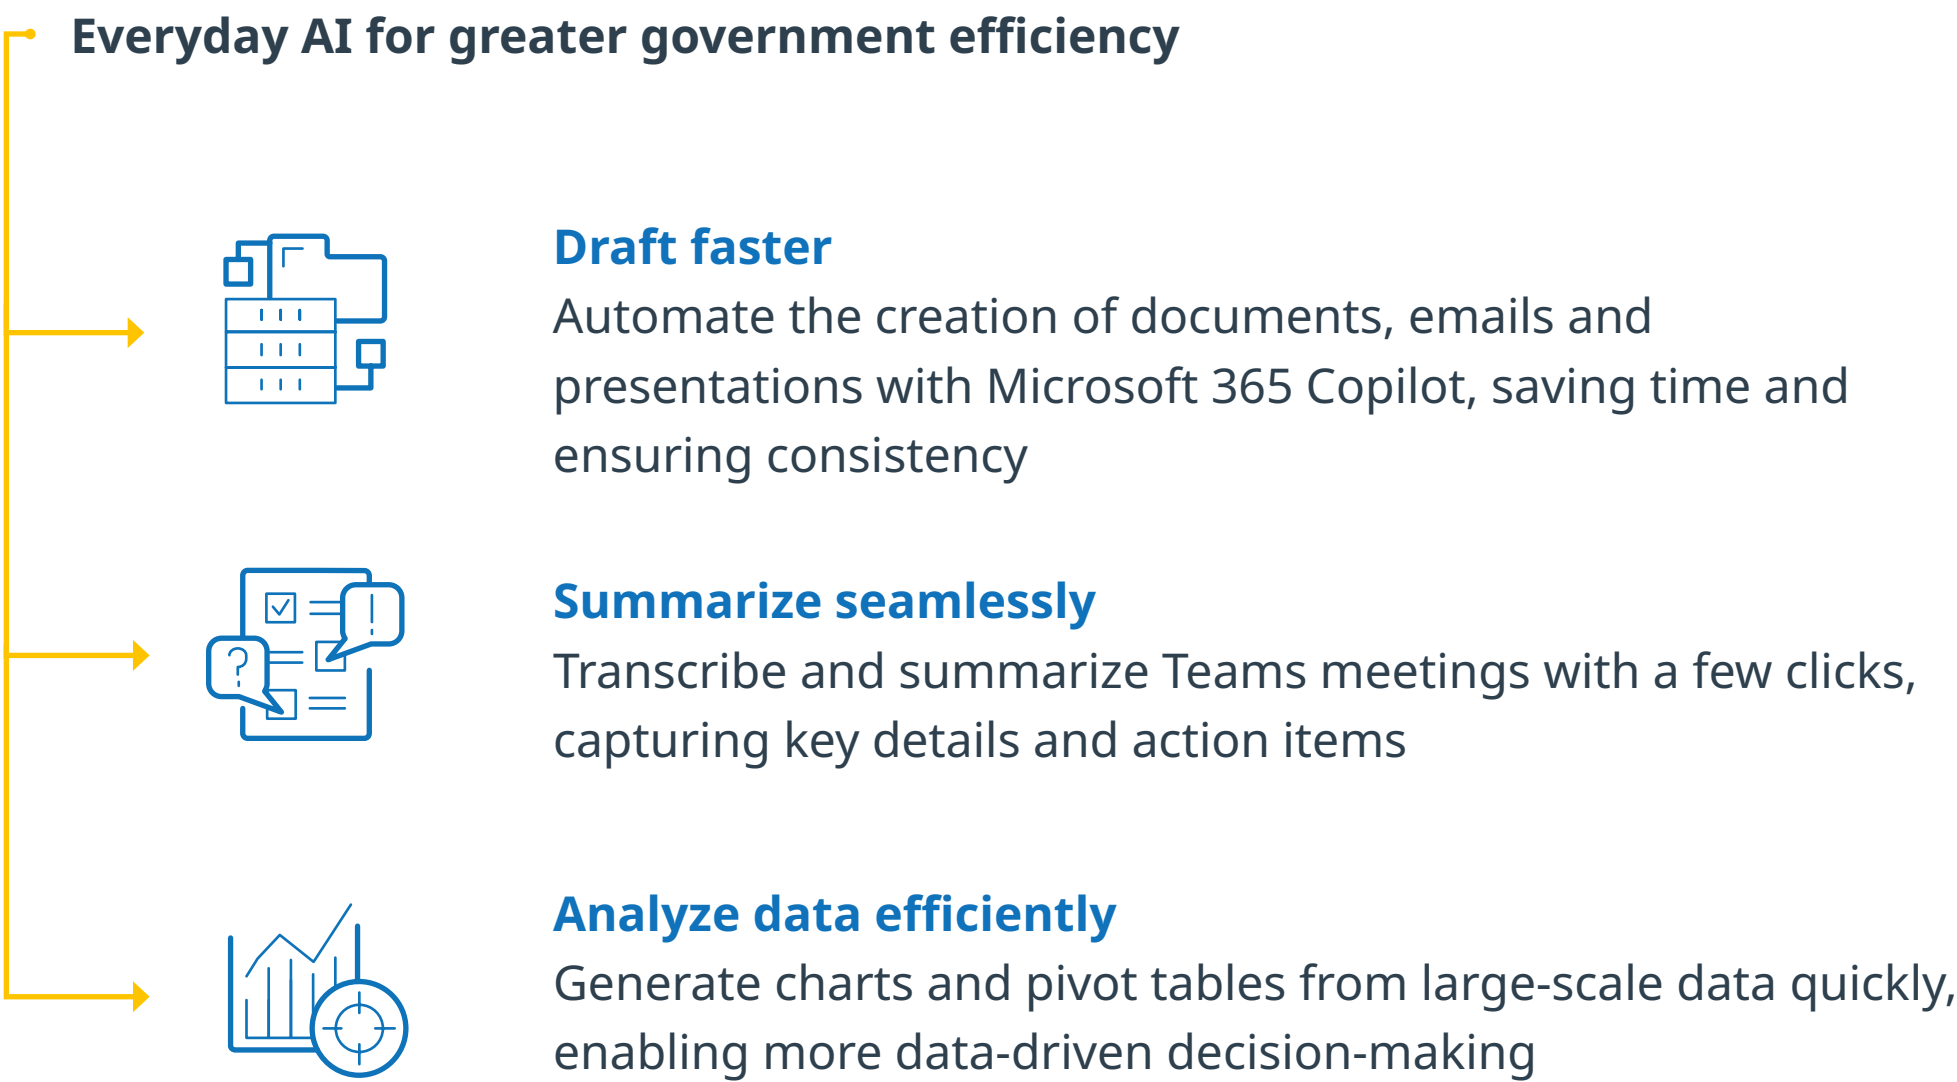 Everyday AI for greater government efficiency
Draft faster
Automate the creation of documents, emails and
presentations with Microsoft 365 Copilot, saving time and
ensuring consistency
Summarize seamlessly
Transcribe and summarize Teams meetings with a few clicks,
capturing key details and action items
Analyze data efficiently
Generate charts and pivot tables from large-scale data quickly,
enabling more data-driven decision-making